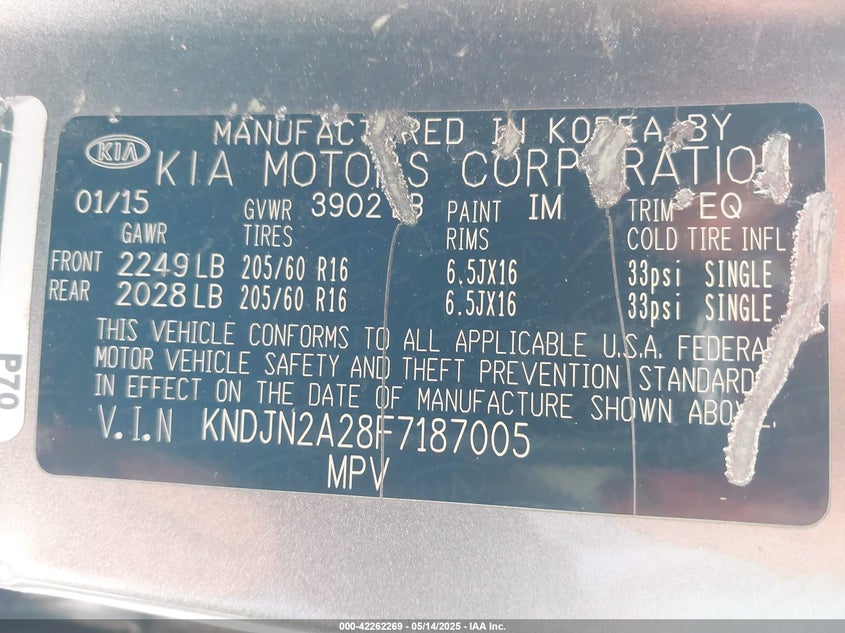 KIA
MANUFACTURED IN KOREA BY
KIA MOTORS CORPORATION
01/15 GVWR 3902 LB PAINT IM TRIM EQ
GAWR TIRES RIMS COLD TIRE INFL
FRONT 2249 LB 205/60 R16 6.5JX16 33psi SINGLE
REAR 2028 LB 205/60 R16 6.5JX16 33psi SINGLE
THIS VEHICLE CONFORMS TO ALL APPLICABLE U.S.A. FEDERAL
MOTOR VEHICLE SAFETY AND THEFT PREVENTION STANDARDS
IN EFFECT ON THE DATE OF MANUFACTURE SHOWN ABOVE.
V.I.N KNDJN2A28F7187005
MPV
P70
000-42262269 - 05/14/2025 - IAA Inc.